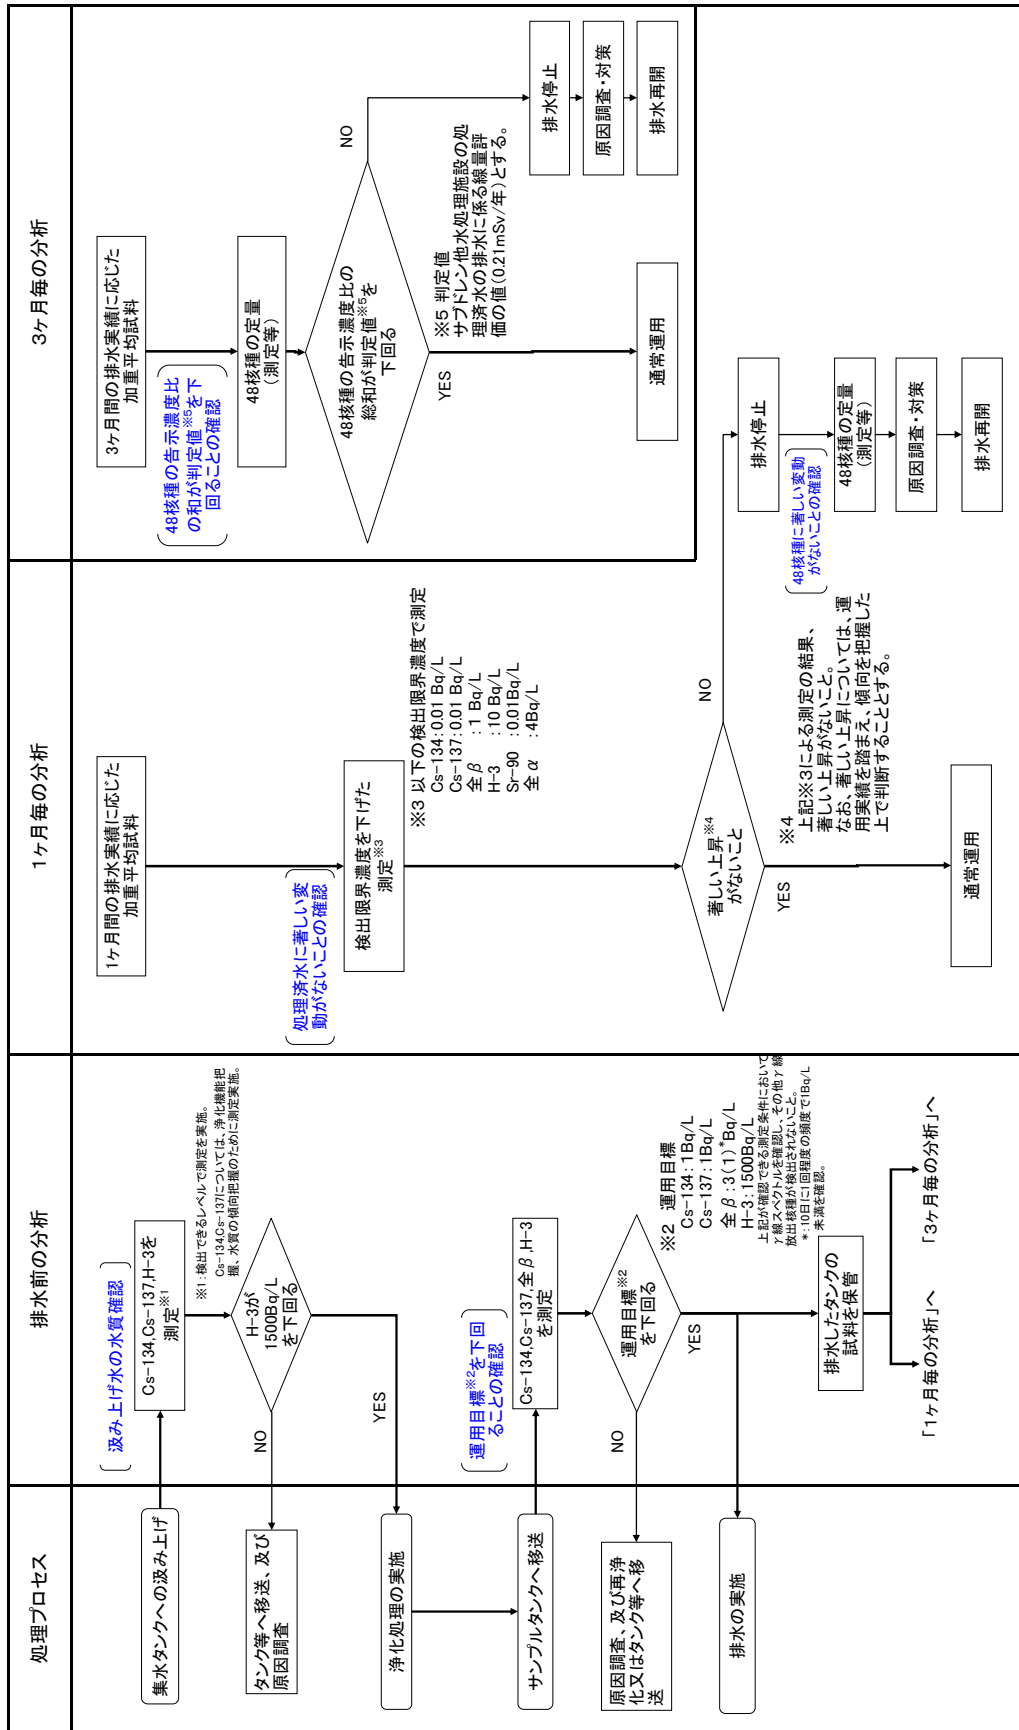 処理プロセス
集水タンクへの汲み上げ
タンク等へ移送、及び
原因調査
浄化処理の実施
サンプルタンクへ移送
原因調査、及び再浄
化又はタンク等へ移
送
排水の実施
排水前の分析
汲み上げ水の水質確認
Cs-134,Cs-137,H-3を
測定※1
※1:検出できるレベルで測定を実施。
Cs-134,Cs-137については、浄化機能把
握、水質の傾向把握のために測定実施。
H-3が
1500Bq/L
を下回る
NO
YES
運用目標※2を下回
ることの確認
Cs-134,Cs-137,全β,H-3
を測定
運用目標※2
を下回る
NO
YES
※2 運用目標
Cs-134:1Bq/L
Cs-137:1Bq/L
全β:3(1)*Bq/L
H-3:1500Bq/L
上記が確認できる測定条件において
γ線スペクトルを確認し、その他γ線
放出核種が検出されないこと。
*:10日に1回程度の頻度で1Bq/L
未満を確認。
排水したタンクの
試料を保管
「1ヶ月毎の分析」へ
「3ヶ月毎の分析」へ
1ヶ月毎の分析
1ヶ月間の排水実績に応じた
加重平均試料
処理済水に著しい変
動がないことの確認
検出限界濃度を下げた
測定※3
※3 以下の検出限界濃度で測定
Cs-134:0.01 Bq/L
Cs-137:0.01 Bq/L
全β :1 Bq/L
H-3 :10 Bq/L
Sr-90 :0.01Bq/L
全α :4Bq/L
著しい上昇※4
がないこと
NO
YES
※4
上記※3による測定の結果、
著しい上昇がないこと。
なお、著しい上昇については、運
用実績を踏まえ、傾向を把握した
上で判断することとする。
通常運用
排水停止
48核種に著しい変動
がないことの確認
48核種の定量
(測定等)
原因調査・対策
排水再開
3ヶ月毎の分析
3ヶ月間の排水実績に応じた
加重平均試料
48核種の告示濃度比
の和が判定値※5を下
回ることの確認
48核種の定量
(測定等)
48核種の告示濃度比の
総和が判定値※5を
下回る
NO
YES
※5 判定値
サブドレン他水処理施設の処
理済水の排水に係る線量評
価の値(0.21mSv/年)とする。
通常運用
排水停止
原因調査・対策
排水再開